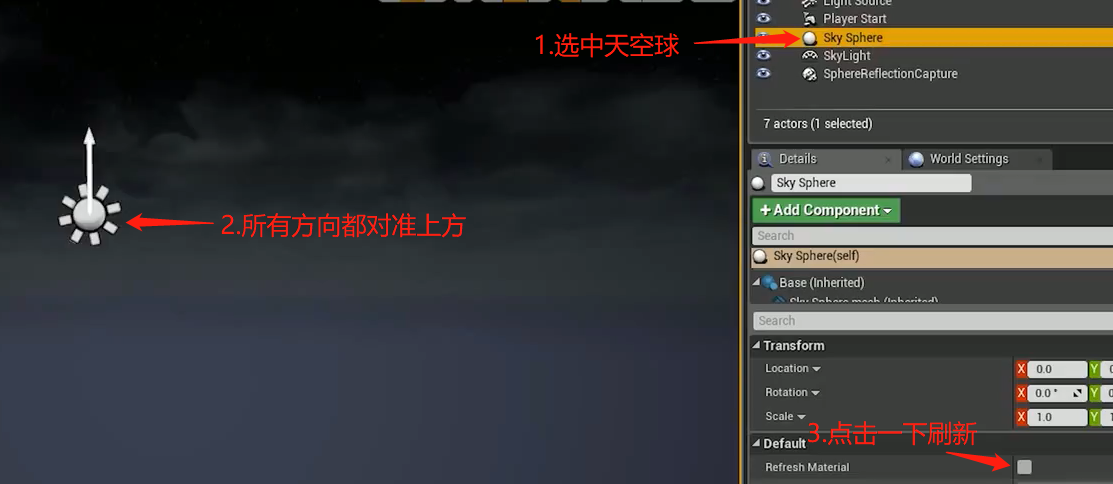 Light Source
Player Start
Sky Sphere
SkyLight
SphereReflectionCapture
1.选中天空球
7 actors (1 selected)
Details
World Settings
Sky Sphere
+Add Component
Search
Sky Sphere(self)
Base (Inherited)
Sky Sphere mesh (Inherited)
Search
2.所有方向都对准上方
Transform
Location
X 0.0 Y
Rotation
X 0.0° Y
Scale
X 1.0 Y
3.点击一下刷新
Default
Refresh Material